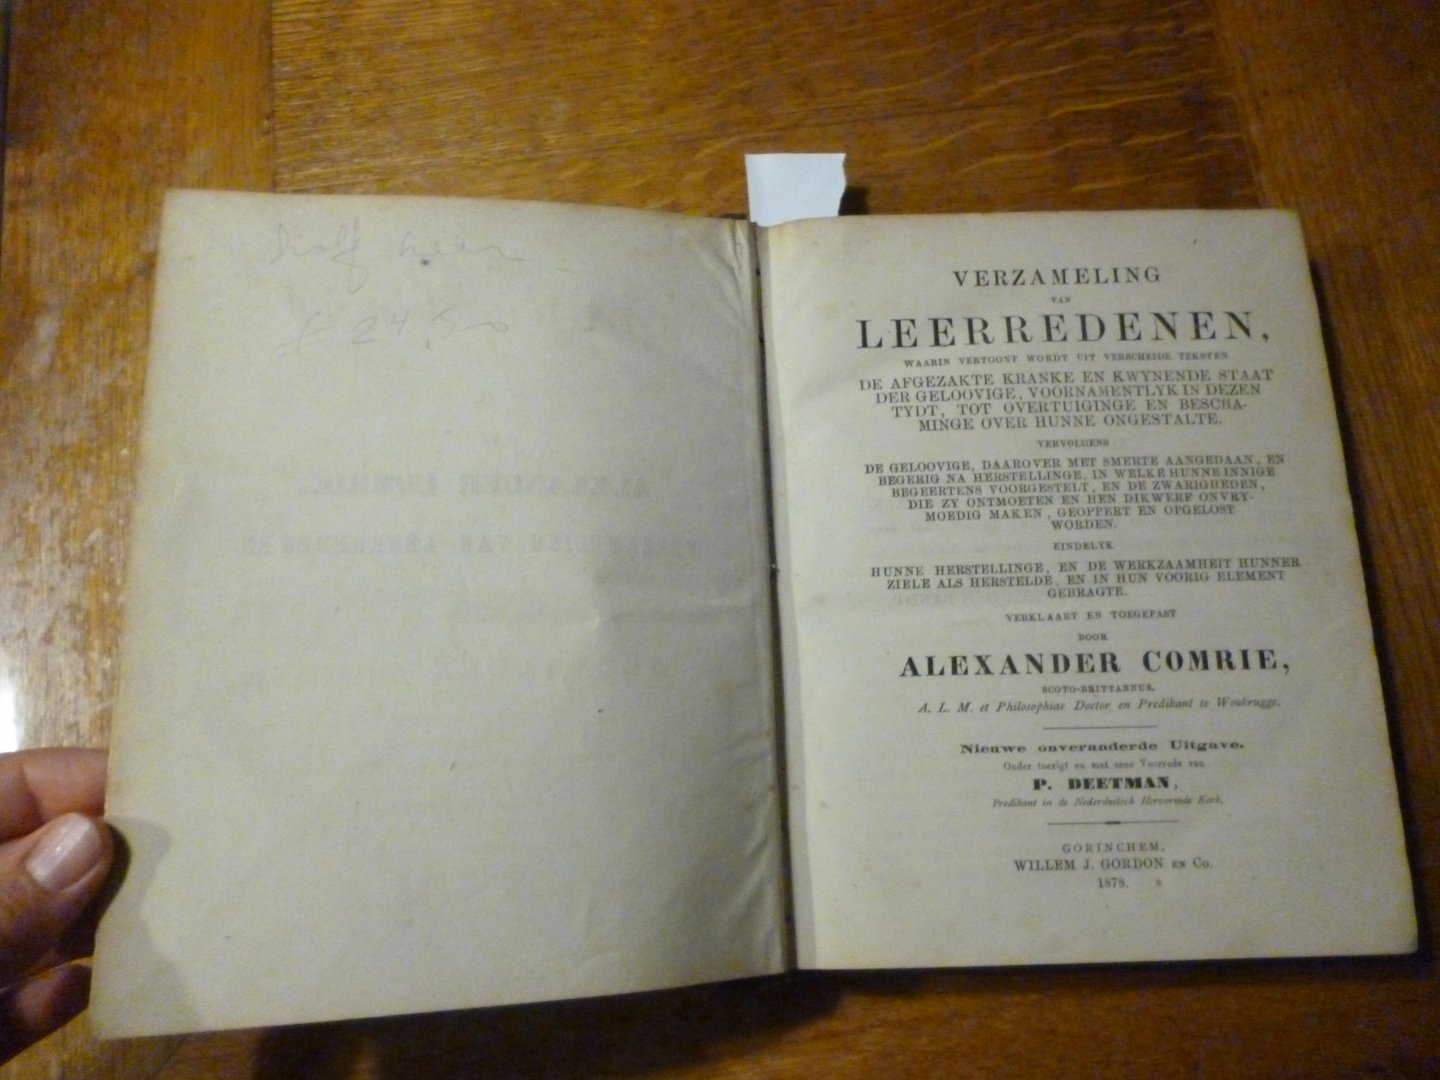 Half leer
f 24,50
VERZAMELING
VAN
LEERREDENEN,
WAARIN VERTOONT WORDT UIT VERSCHEIDE TEKSTEN
DE AFGEZAKTE KRANKE EN KWYNENDE STAAT
DER GELOOVIGE, VOORNAMENTLYK IN DEZEN
TYDT, TOT OVERTUIGINGE EN BESCHA-
MINGE OVER HUNNE ONGESTALTE.
VERVOLGENS
DE GELOOVIGE, DAAROVER MET SMERTE AANGEDAAN, EN
BEGERIG NA HERSTELLINGE, IN WELKE HUNNE INNIGE
BEGEERTENS VOORGESTELT, EN DE ZWARIGHEDEN,
DIE ZY ONTMOETEN EN HEN DIKWERF ONVRY-
MOEDIG MAKEN, GEOPPERT EN OPGELOST
WORDEN.
EINDELYK
HUNNE HERSTELLINGE, EN DE WERKZAAMHEIT HUNNER
ZIELE ALS HERSTELDE, EN IN HUN VOORIG ELEMENT
GEBRAGTE.
VERKLAART EN TOEGEPAST
DOOR
ALEXANDER COMRIE,
SCOTO-BRITTANNUS.
A. L. M. et Philosophiae Doctor en Predikant te Woubrugge.
Nieuwe onveranderde Uitgave.
Onder toezigt en met eene Voorrede van
P. DEETMAN,
Predikant in de Nederduitsch Hervormde Kerk.
GORINCHEM,
WILLEM J. GORDON EN Co.
1878.